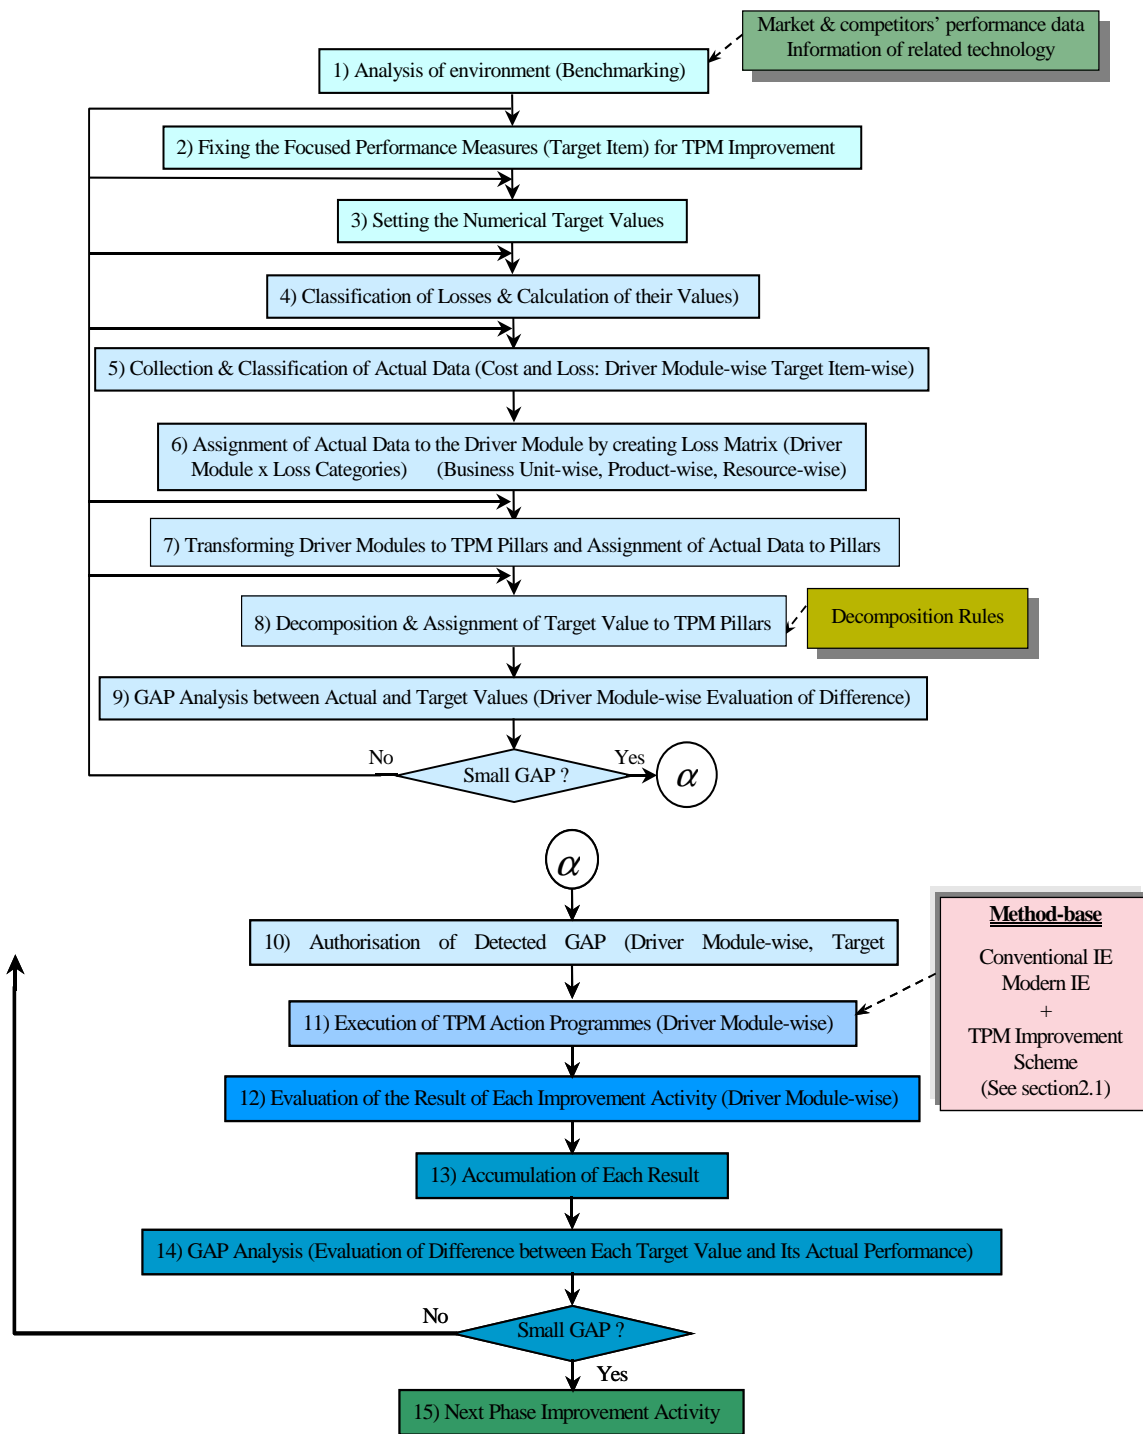 Market & competitors’ performance data
Information of related technology
1) Analysis of environment (Benchmarking)
2) Fixing the Focused Performance Measures (Target Item) for TPM Improvement
3) Setting the Numerical Target Values
4) Classification of Losses & Calculation of their Values)
5) Collection & Classification of Actual Data (Cost and Loss: Driver Module-wise Target Item-wise)
6) Assignment of Actual Data to the Driver Module by creating Loss Matrix (Driver
Module x Loss Categories) (Business Unit-wise, Product-wise, Resource-wise)
7) Transforming Driver Modules to TPM Pillars and Assignment of Actual Data to Pillars
8) Decomposition & Assignment of Target Value to TPM Pillars
Decomposition Rules
9) GAP Analysis between Actual and Target Values (Driver Module-wise Evaluation of Difference)
No
Small GAP ?
Yes
α
α
10) Authorisation of Detected GAP (Driver Module-wise, Target
Method-base
Conventional IE
Modern IE
+
TPM Improvement
Scheme
(See section2.1)
11) Execution of TPM Action Programmes (Driver Module-wise)
12) Evaluation of the Result of Each Improvement Activity (Driver Module-wise)
13) Accumulation of Each Result
14) GAP Analysis (Evaluation of Difference between Each Target Value and Its Actual Performance)
No
Small GAP ?
Yes
15) Next Phase Improvement Activity